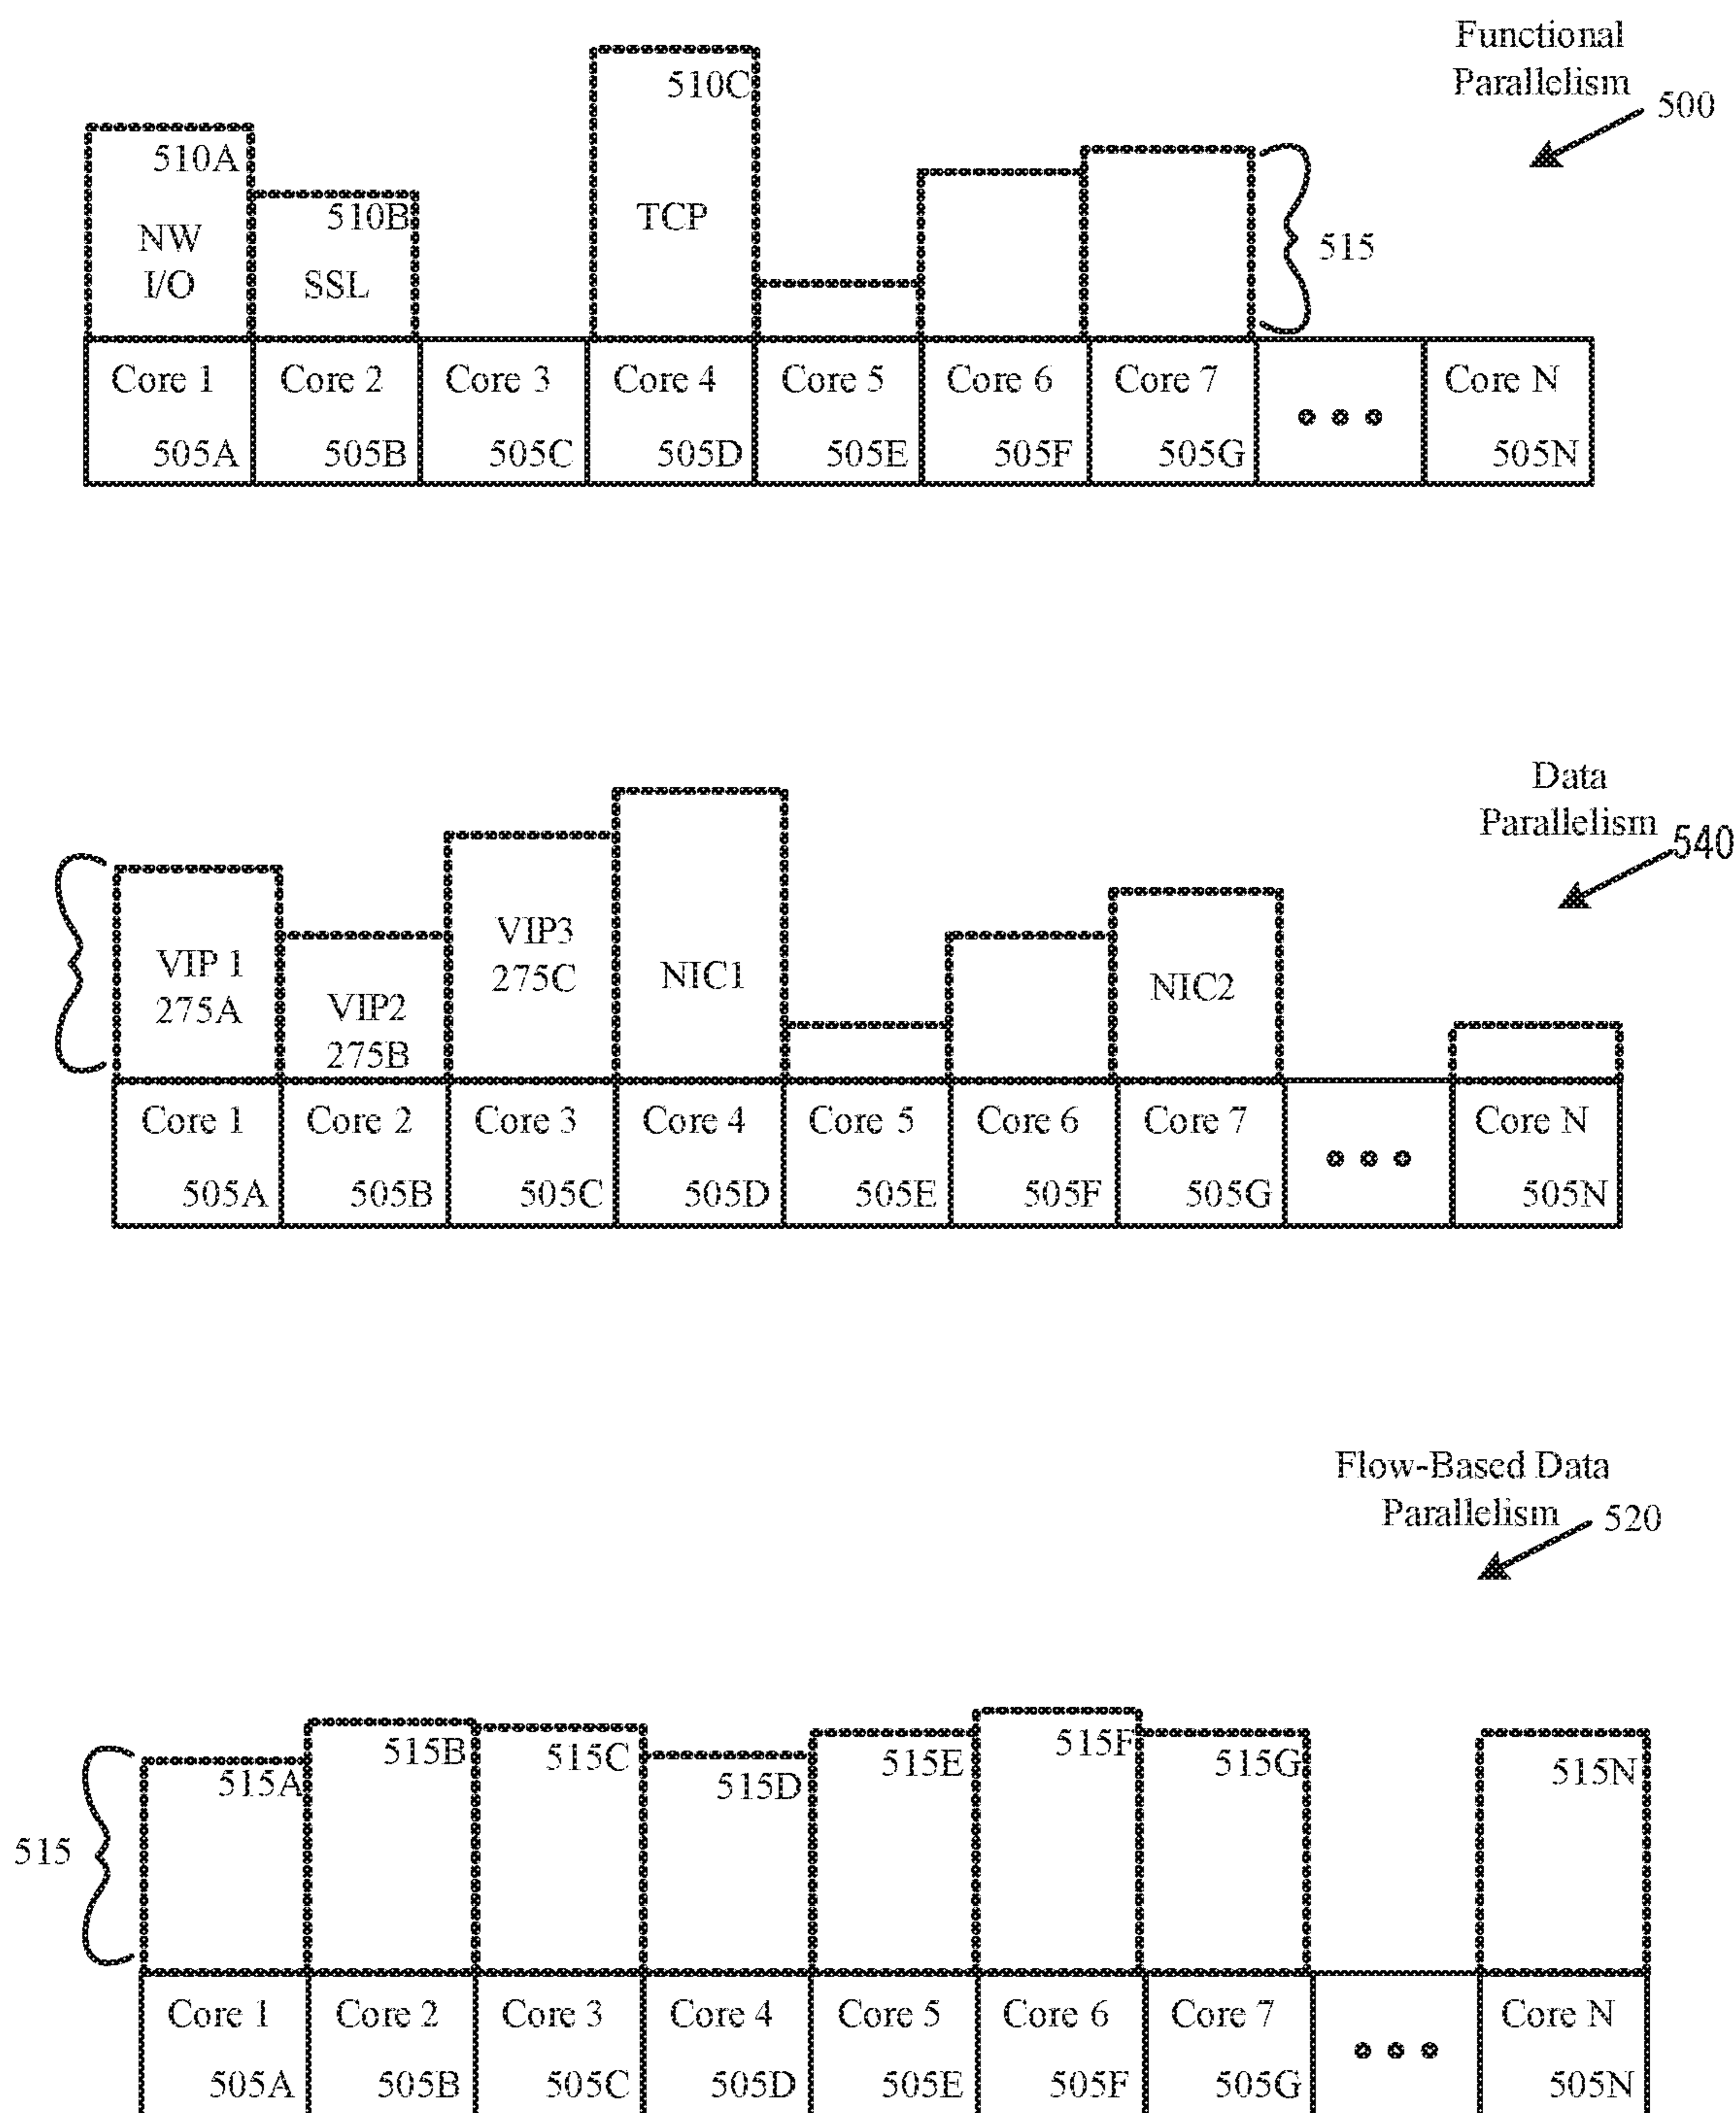 Functional
Parallelism
500
510A
NW
I/O
510B
SSL
510C
TCP
515
Core 1
505A
Core 2
505B
Core 3
505C
Core 4
505D
Core 5
505E
Core 6
505F
Core 7
505G
Core N
505N
Data
Parallelism
540
VIP 1
275A
VIP2
275B
VIP3
275C
NIC1
NIC2
Core 1
505A
Core 2
505B
Core 3
505C
Core 4
505D
Core 5
505E
Core 6
505F
Core 7
505G
Core N
505N
Flow-Based Data
Parallelism
520
515
515A
515B
515C
515D
515E
515F
515G
515N
Core 1
505A
Core 2
505B
Core 3
505C
Core 4
505D
Core 5
505E
Core 6
505F
Core 7
505G
Core N
505N